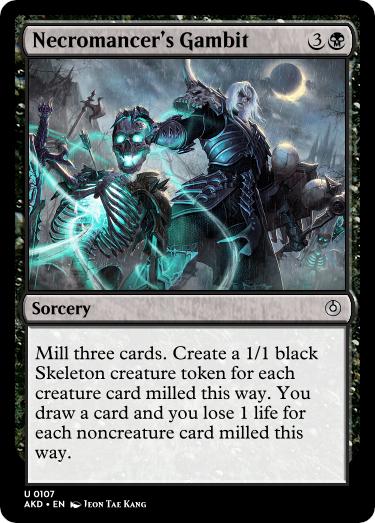 Necromancer's Gambit 3
Sorcery
Mill three cards. Create a 1/1 black
Skeleton creature token for each
creature card milled this way. You
draw a card and you lose 1 life for
each noncreature card milled this
way.
U 0107
AKD • EN Jeon Tae Kang